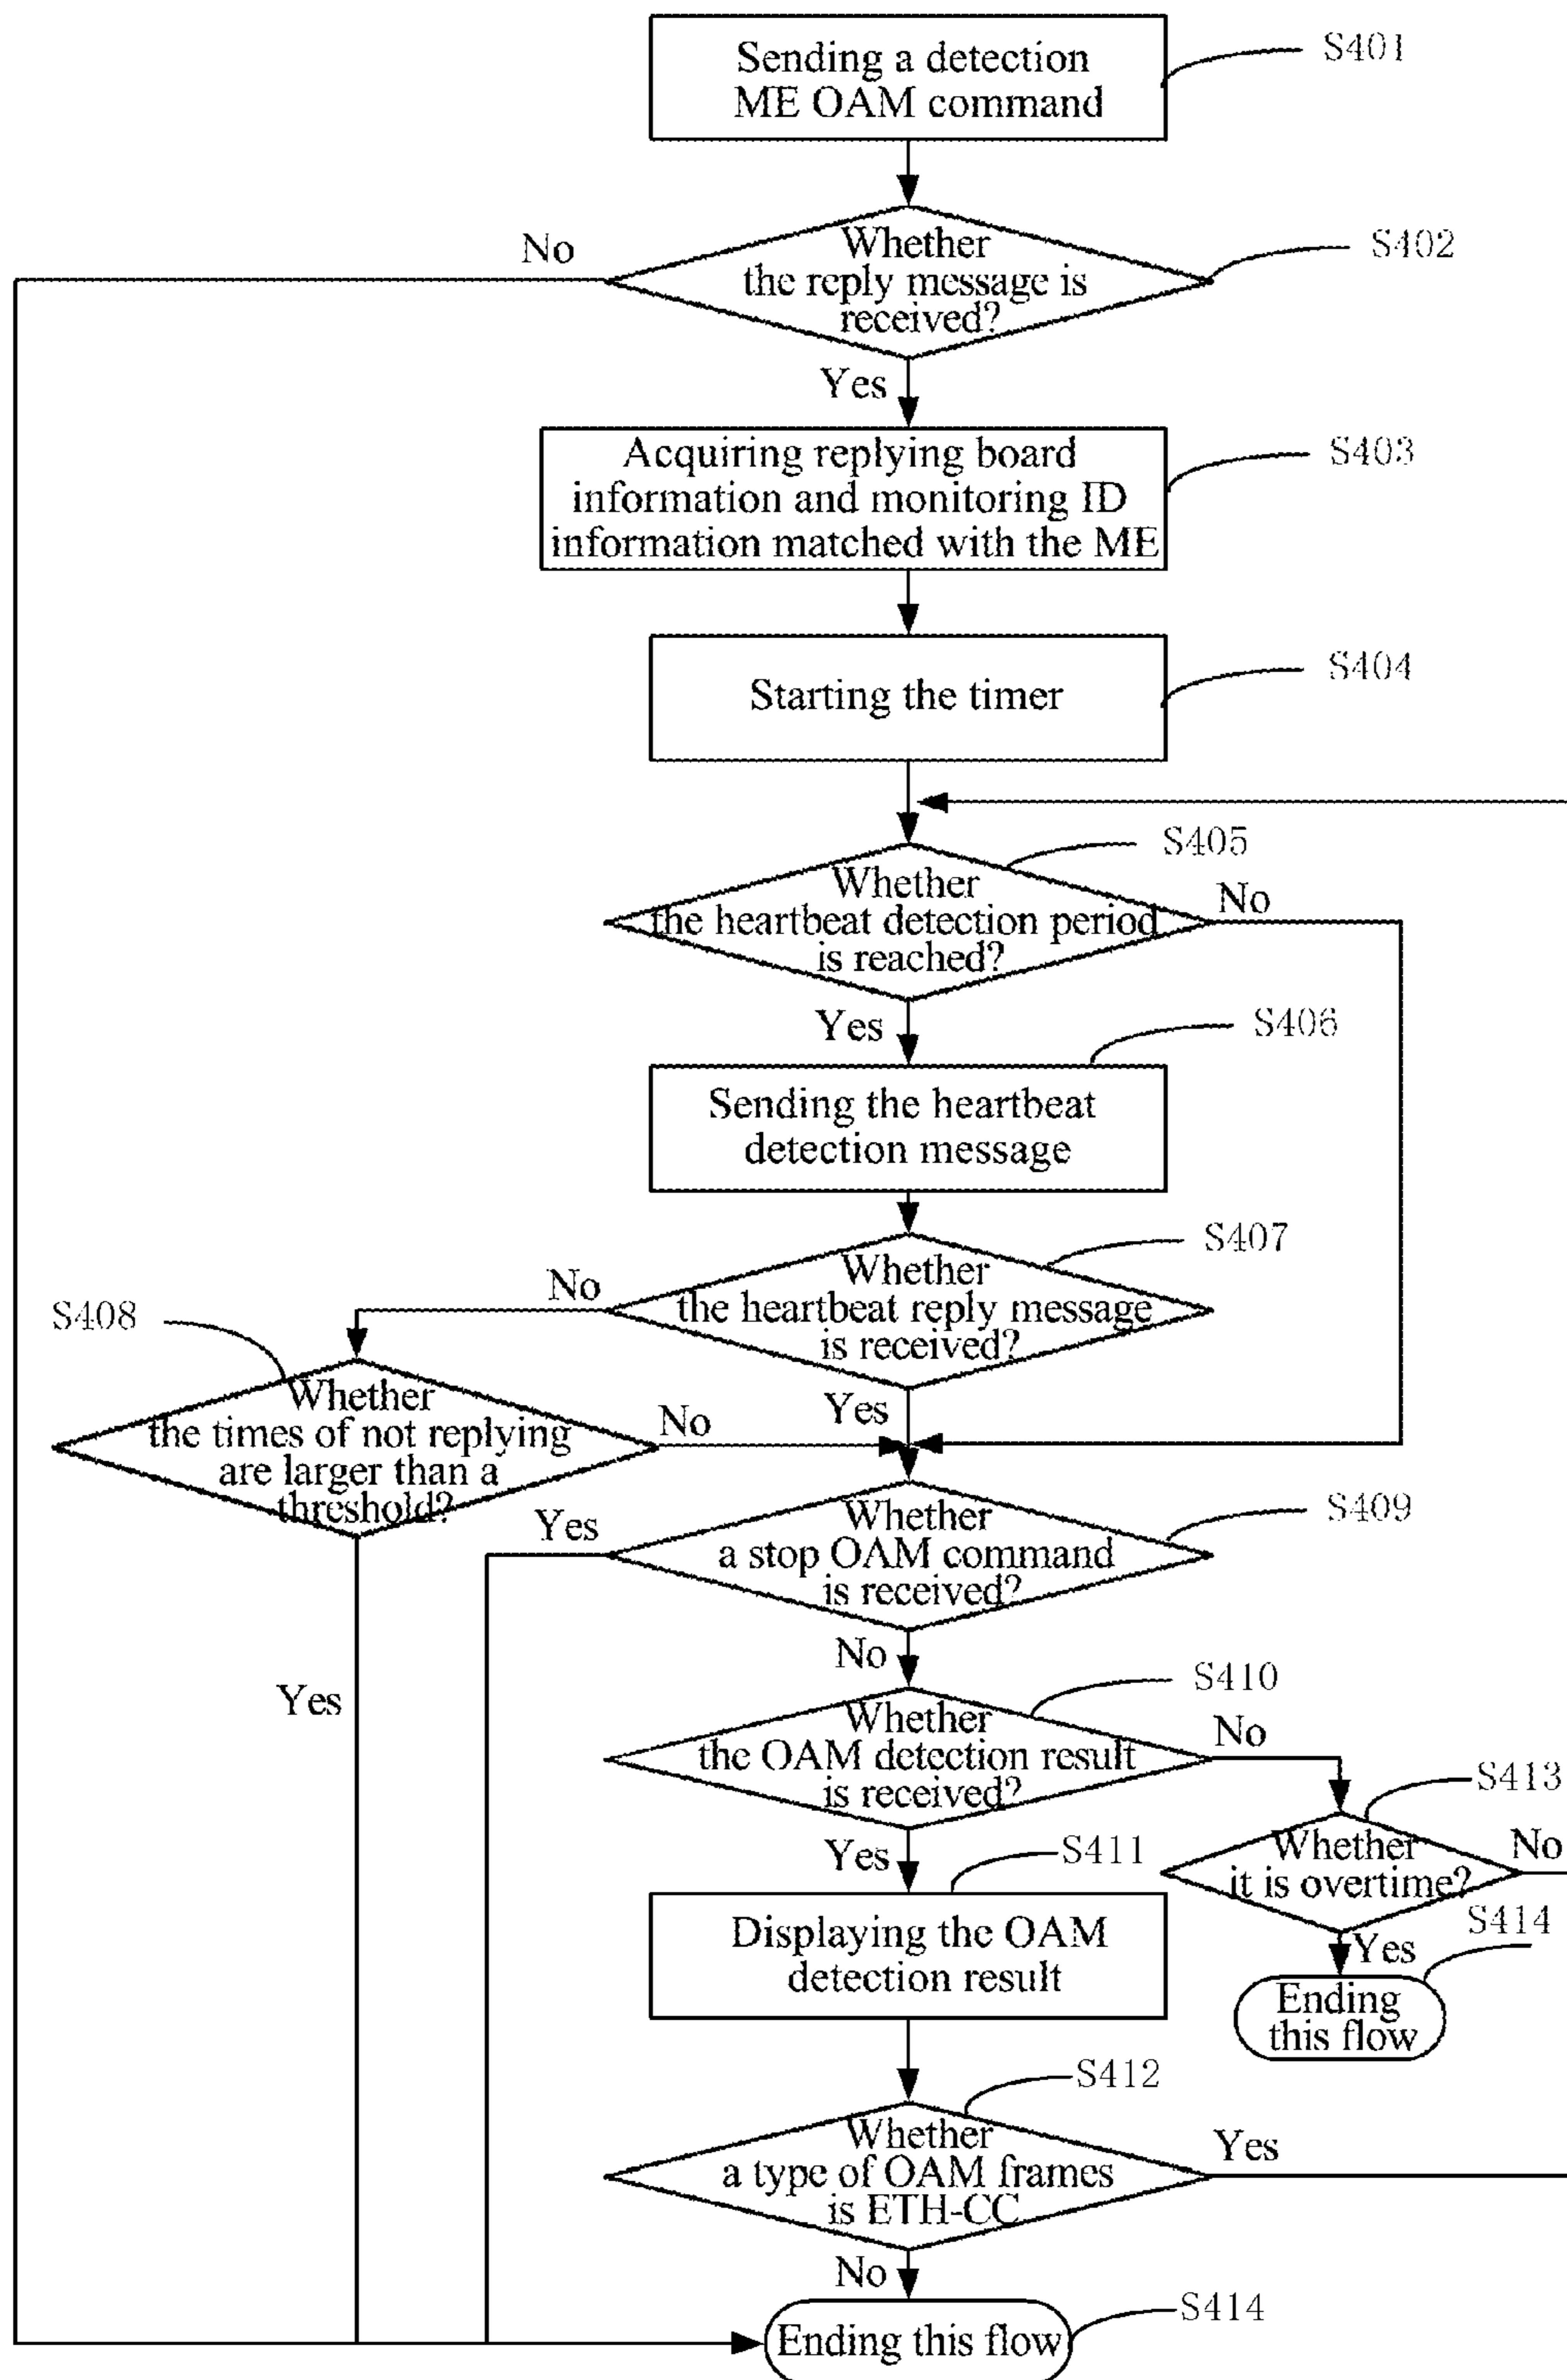 Sending a detection
ME OAM command
S401
No
Whether
the reply message is
received?
S402
Yes
Acquiring replying board
information and monitoring ID
information matched with the ME
S403
Starting the timer
S404
S405
Whether
the heartbeat detection period
is reached?
No
Yes
S406
Sending the heartbeat
detection message
S407
No
Whether
the heartbeat reply message
is received?
S408
Whether
the times of not replying
are larger than a
threshold?
No
Yes
Yes
Whether
a stop OAM command
is received?
S409
Yes
No
S410
Whether
the OAM detection result
is received?
No
S413
Whether
it is overtime?
No
Yes
S411
Displaying the OAM
detection result
S414
Yes
Ending
this flow
S412
Whether
a type of OAM frames
is ETH-CC
Yes
No
S414
Ending this flow